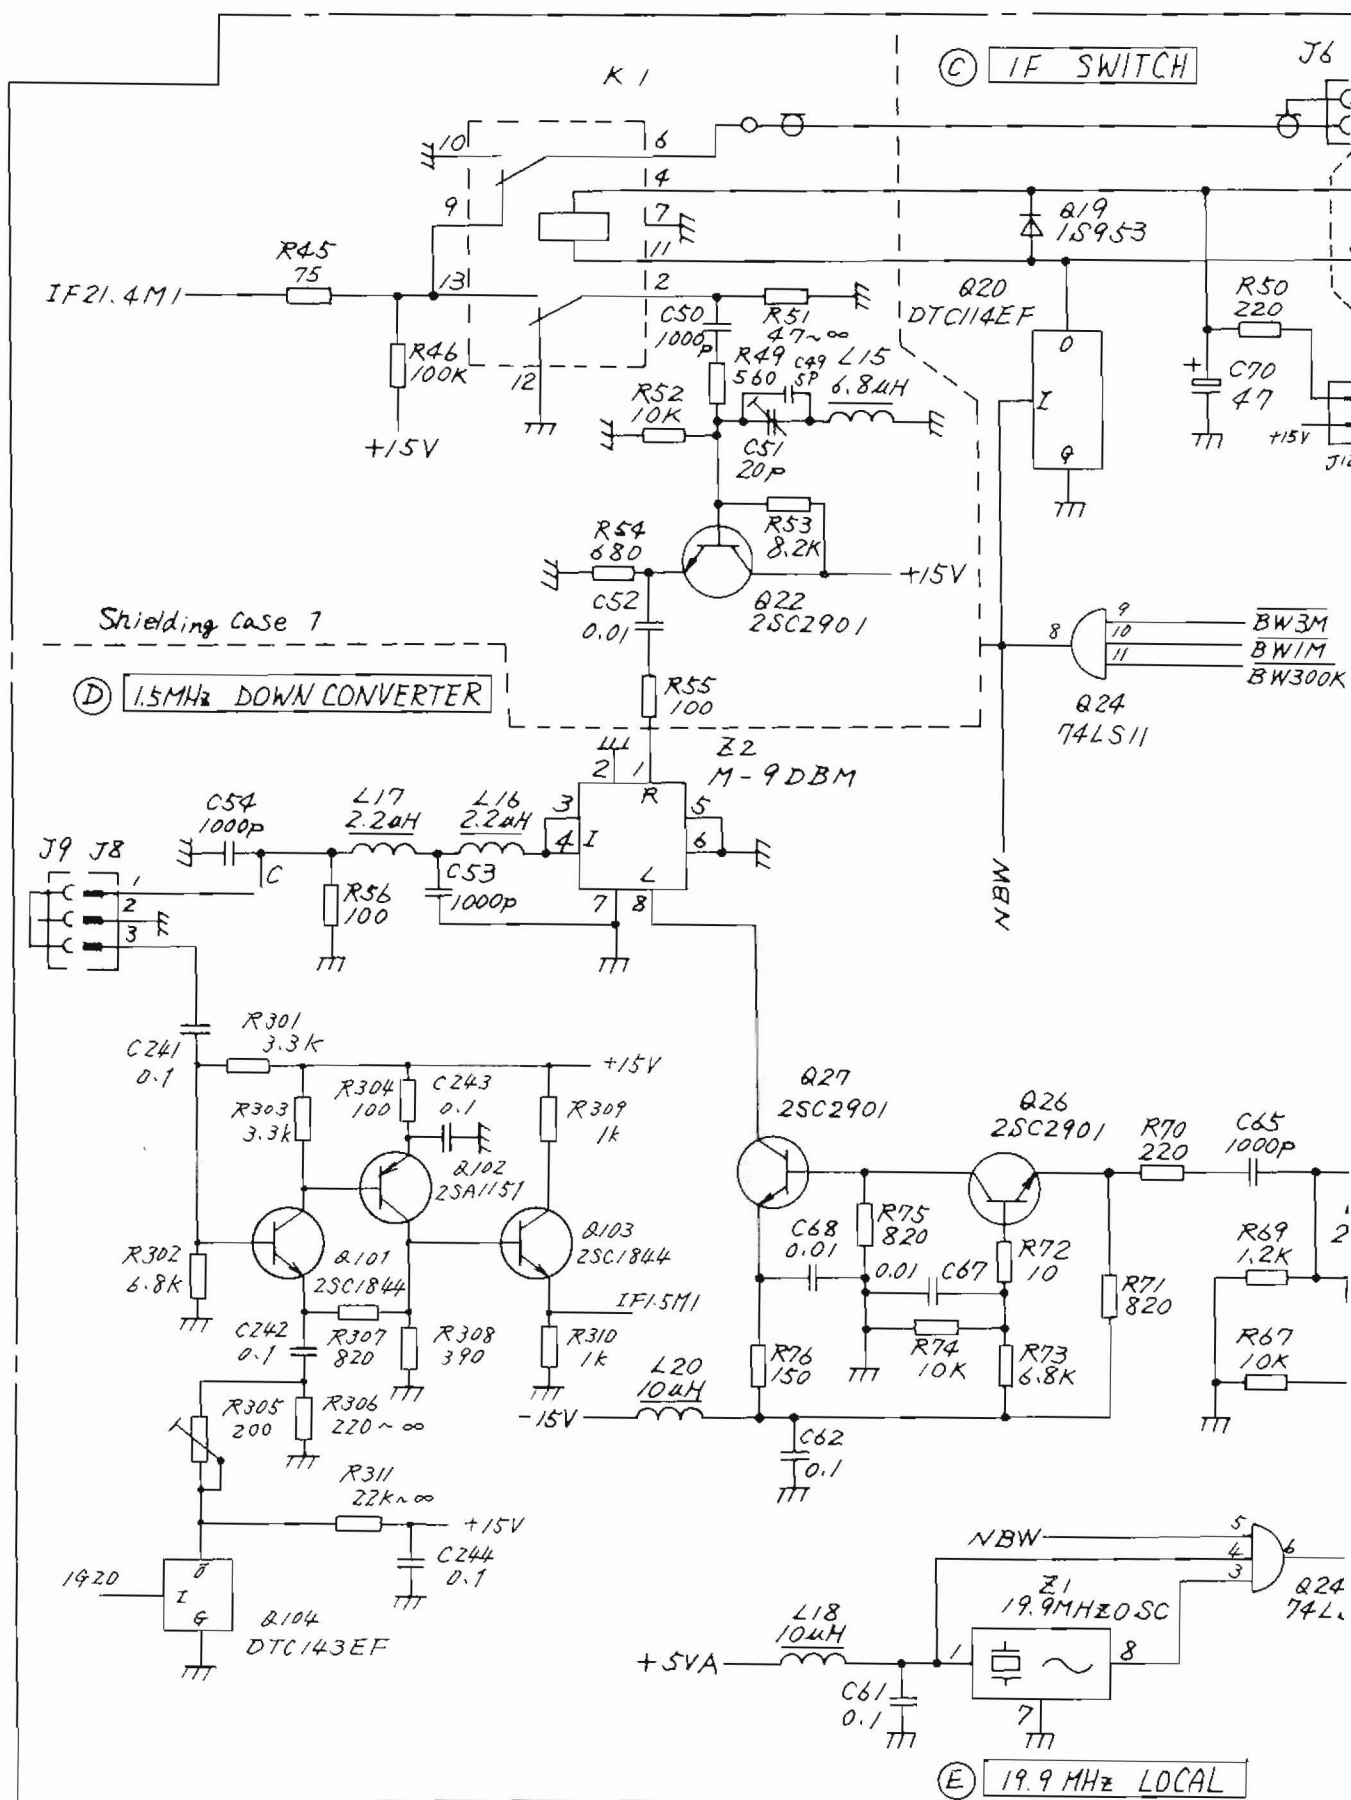 C IF SWITCH
J6
K1
10
6
4
9
7
11
13
2
12
IF21.4M1
R45
75
R46
100K
+15V
Q19
1S953
Q20
DTC114EF
O
I
G
R50
220
+
C70
47
+15V
C50
1000p
R51
47~∞
R49
560
C49
5P
L15
6.8µH
R52
10K
C51
20p
R54
680
R53
8.2K
+15V
C52
0.01
Q22
2SC2901
8
9
10
11
BW3M
BW1M
BW300K
Q24
74LS11
Shielding Case 1
D 1.5MHz DOWN CONVERTER
R55
100
Z2
M-9DBM
2
1
R
3
4
I
5
6
L
7
8
NBW
C54
1000p
L17
2.2µH
L16
2.2µH
J9
J8
1
2
3
C
R56
100
C53
1000p
C241
0.1
R301
3.3k
+15V
R303
3.3k
R304
100
C243
0.1
R309
1k
Q102
2SA1151
Q101
2SC1844
Q103
2SC1844
R302
6.8K
IF1.5M1
C242
0.1
R307
820
R308
390
R310
1k
R305
200
R306
220~∞
R311
22K~∞
+15V
C244
0.1
1G20
O
I
G
Q104
DTC143EF
Q27
2SC2901
Q26
2SC2901
R70
220
C65
1000p
C68
0.01
R75
820
0.01
C67
R72
10
R69
1.2K
R71
820
R74
10K
R73
6.8K
R67
10K
R76
150
L20
10µH
-15V
C62
0.1
NBW
5
4
3
6
Q24
Z1
19.9MHZOSC
L18
10µH
+5VA
1
8
7
C61
0.1
E 19.9 MHz LOCAL